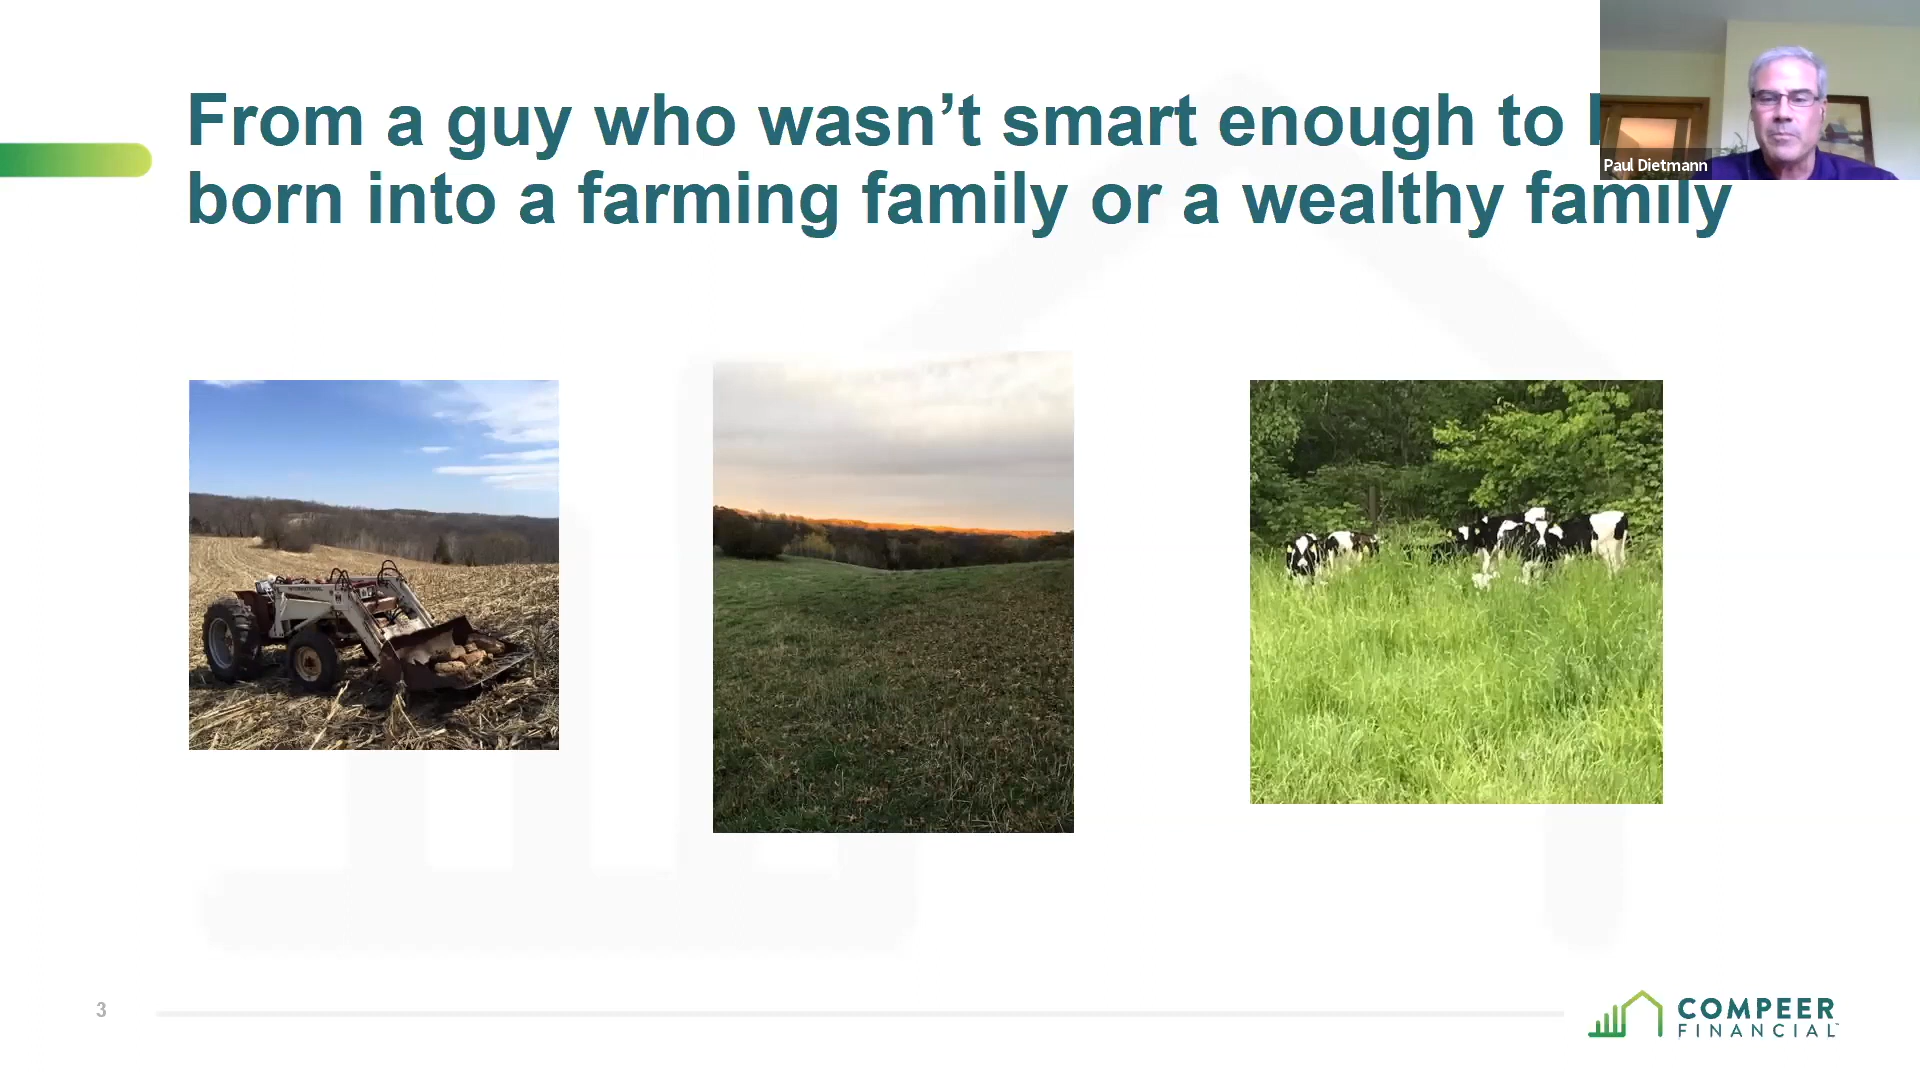 From a guy who wasn’t smart enough to
born into a farming family or a wealthy family
Paul Dietmann
INTERNATIONAL
3
COMPEER
FINANCIAL